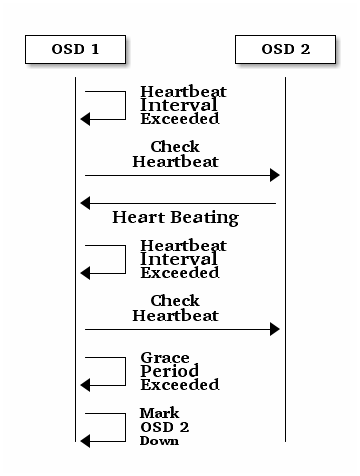 OSD 1 OSD 2
Heartbeat
Interval
Exceeded
Check
Heartbeat
Heart Beating
Heartbeat
Interval
Exceeded
Check
Heartbeat
Grace
Period
Exceeded
Mark
OSD 2
Down